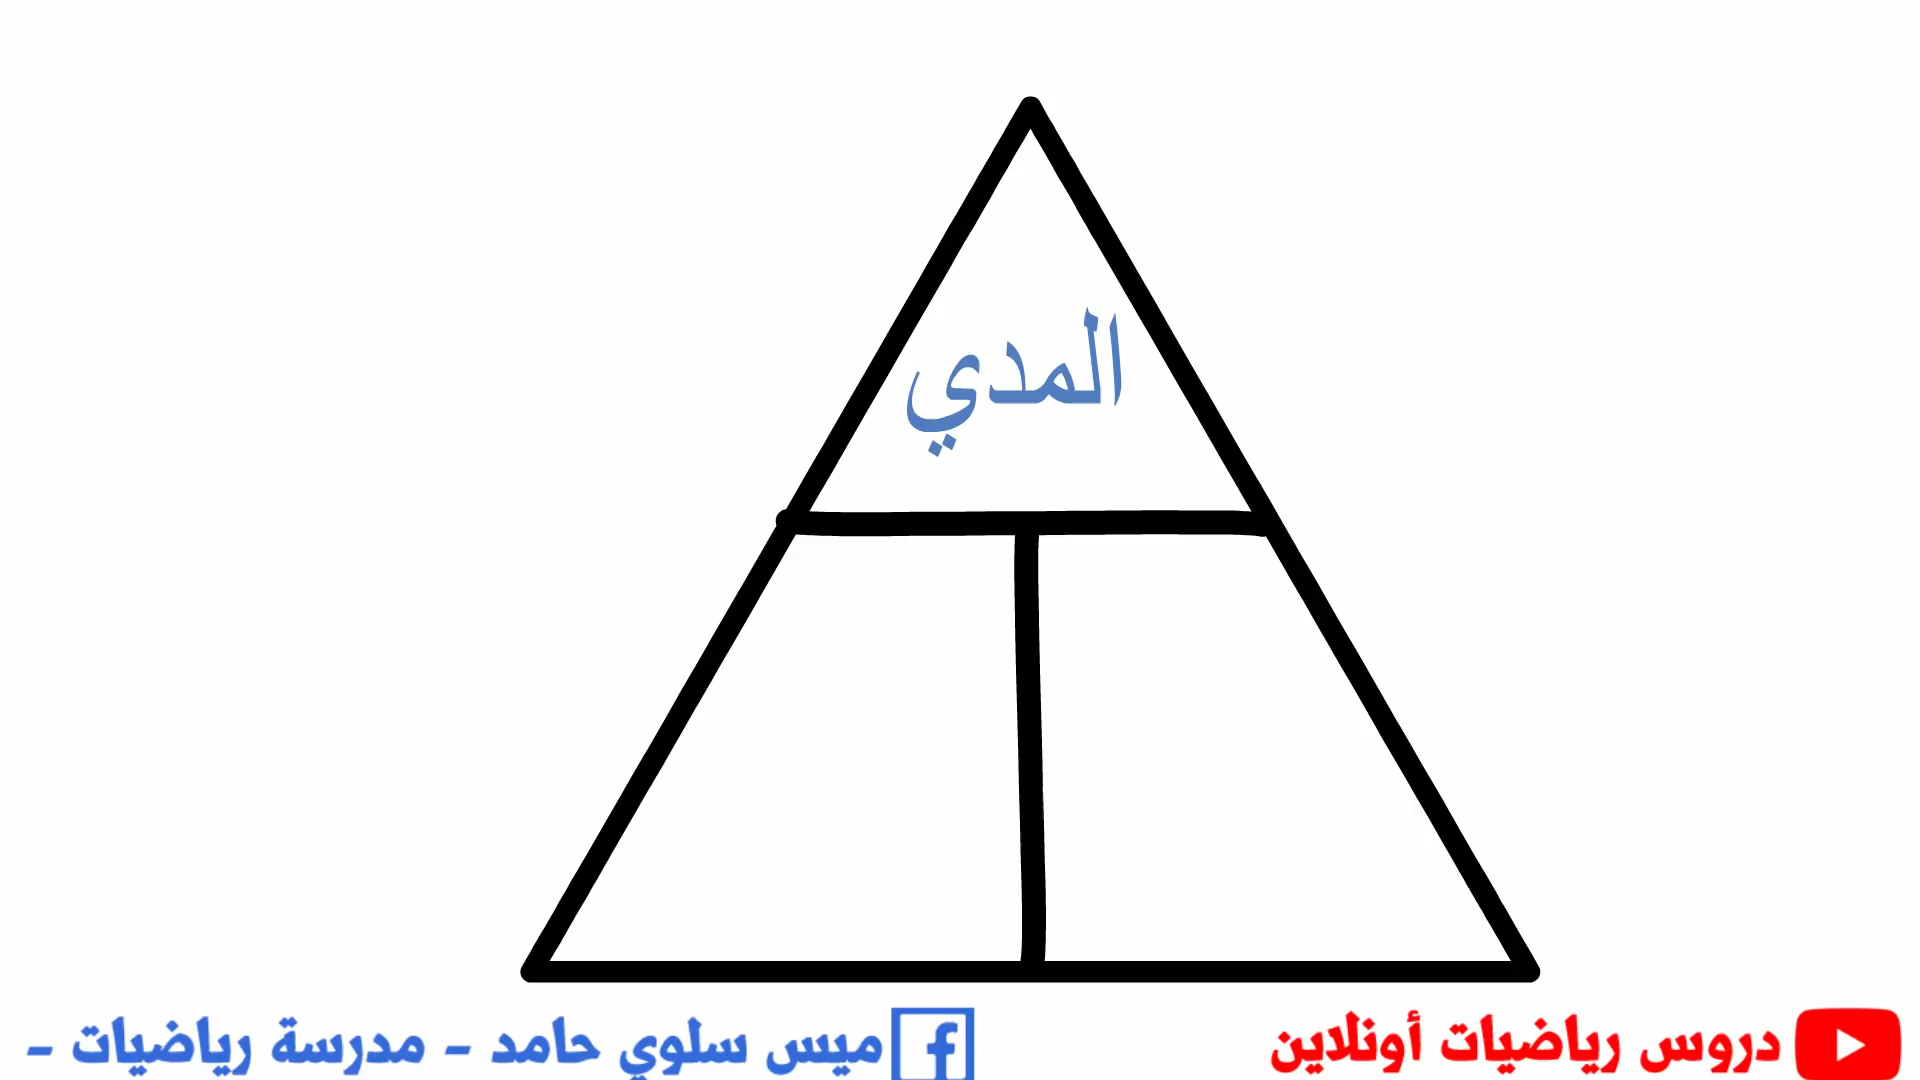 المدي
دروس رياضيات أونلاين
ميس سلوي حامد - مدرسة رياضيات -